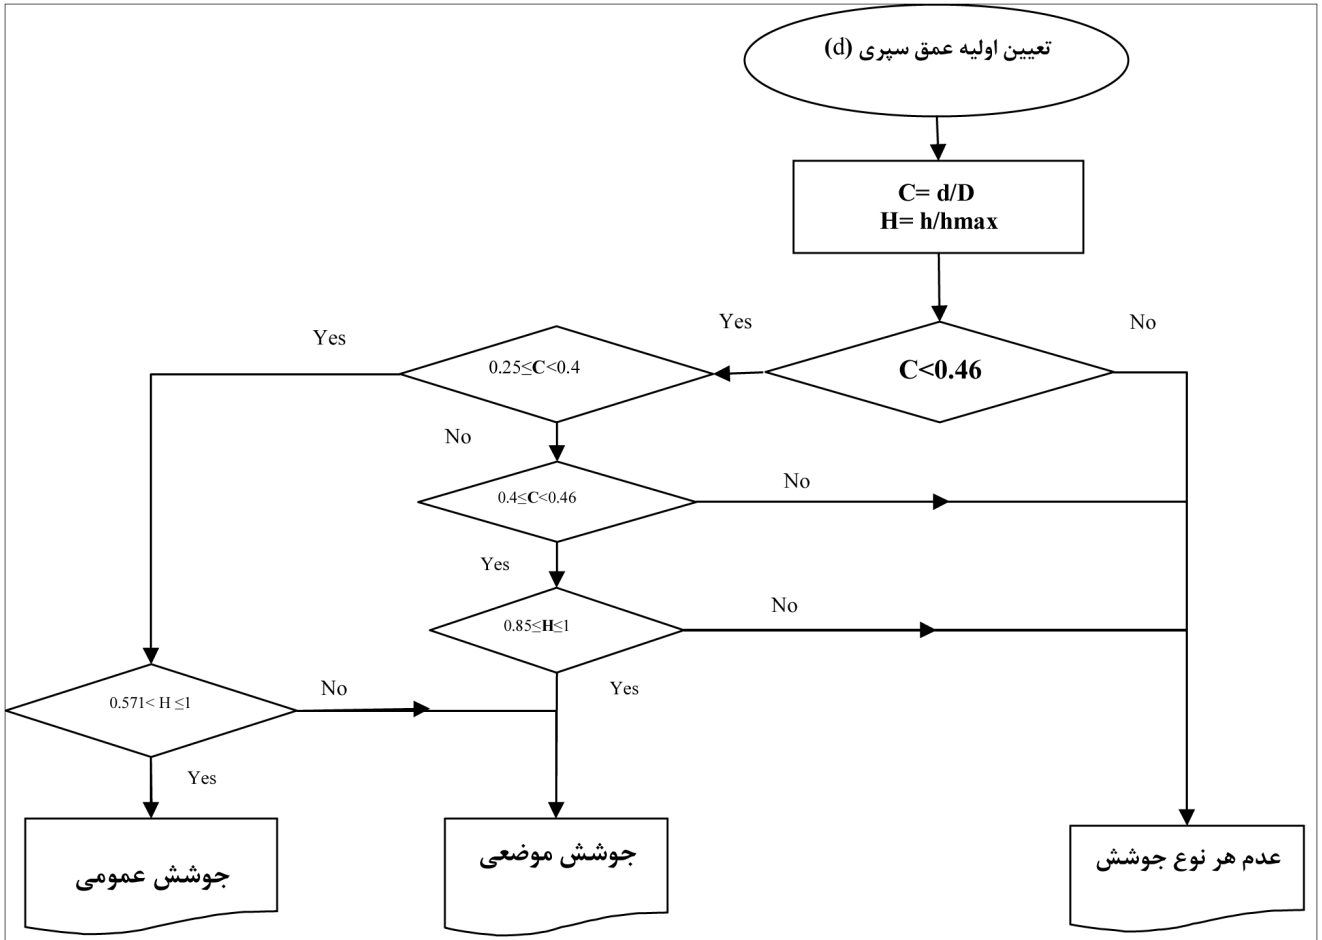 تعیین اولیه عمق سپری (d)
C= d/D
H= h/hmax
C<0.46
Yes
No
0.25≤C<0.4
Yes
No
0.4≤C<0.46
No
Yes
0.85≤H≤1
No
Yes
0.571< H ≤1
No
Yes
جوشش عمومی
جوشش موضعی
عدم هر نوع جوشش